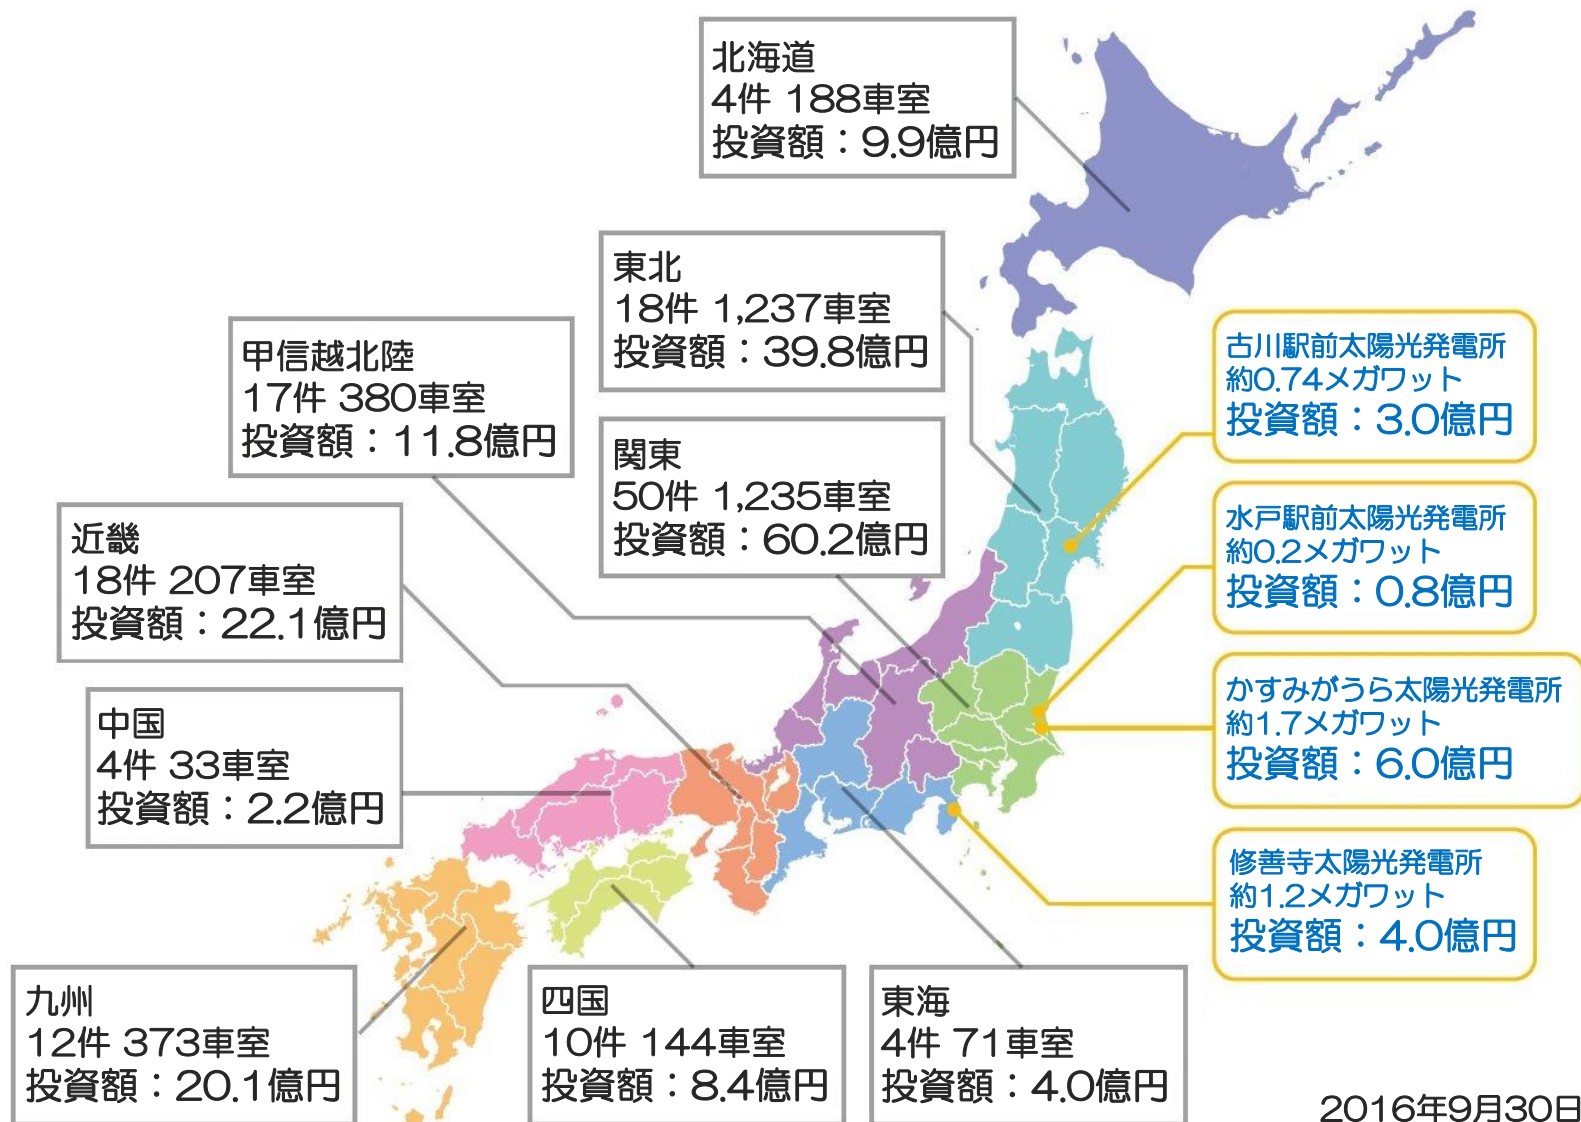 北海道
4件 188車室
投資額：9.9億円
東北
18件 1,237車室
投資額：39.8億円
甲信越北陸
17件 380車室
投資額：11.8億円
関東
50件 1,235車室
投資額：60.2億円
近畿
18件 207車室
投資額：22.1億円
中国
4件 33車室
投資額：2.2億円
九州
12件 373車室
投資額：20.1億円
四国
10件 144車室
投資額：8.4億円
東海
4件 71車室
投資額：4.0億円
古川駅前太陽光発電所
約0.74メガワット
投資額：3.0億円
水戸駅前太陽光発電所
約0.2メガワット
投資額：0.8億円
かすみがうら太陽光発電所
約1.7メガワット
投資額：6.0億円
修善寺太陽光発電所
約1.2メガワット
投資額：4.0億円
2016年9月30日